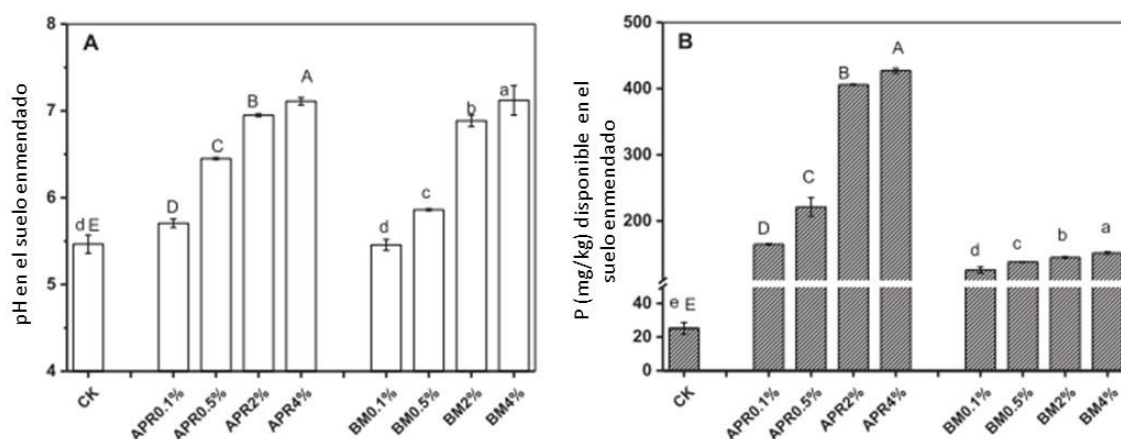 A
pH en el suelo enmendado
8
7
6
5
4
d E
D
C
B
A
d
c
b
a
CK
APR0.1%
APR0.5%
APR2%
APR4%
BM0.1%
BM0.5%
BM2%
BM4%
B
P (mg/kg) disponible en el
suelo enmendado
500
400
300
200
40
20
0
e E
D
C
B
A
d
c
b
a
CK
APR0.1%
APR0.5%
APR2%
APR4%
BM0.1%
BM0.5%
BM2%
BM4%